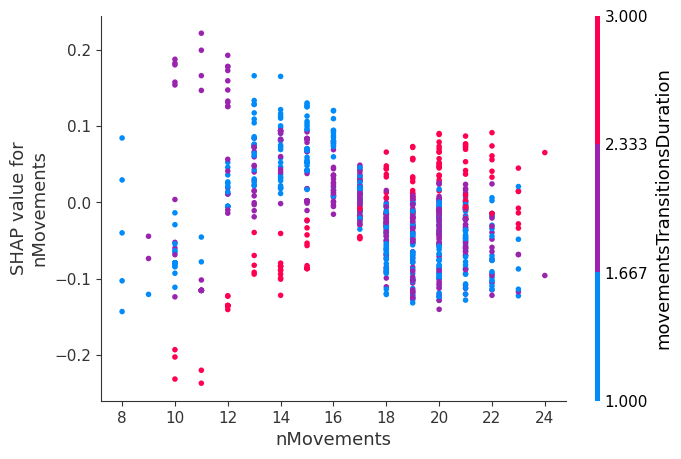 SHAP value for
nMovements
0.2
0.1
0.0
−0.1
−0.2
8 10 12 14 16 18 20 22 24
nMovements
3.000
2.333
1.667
1.000
movementsTransitionsDuration